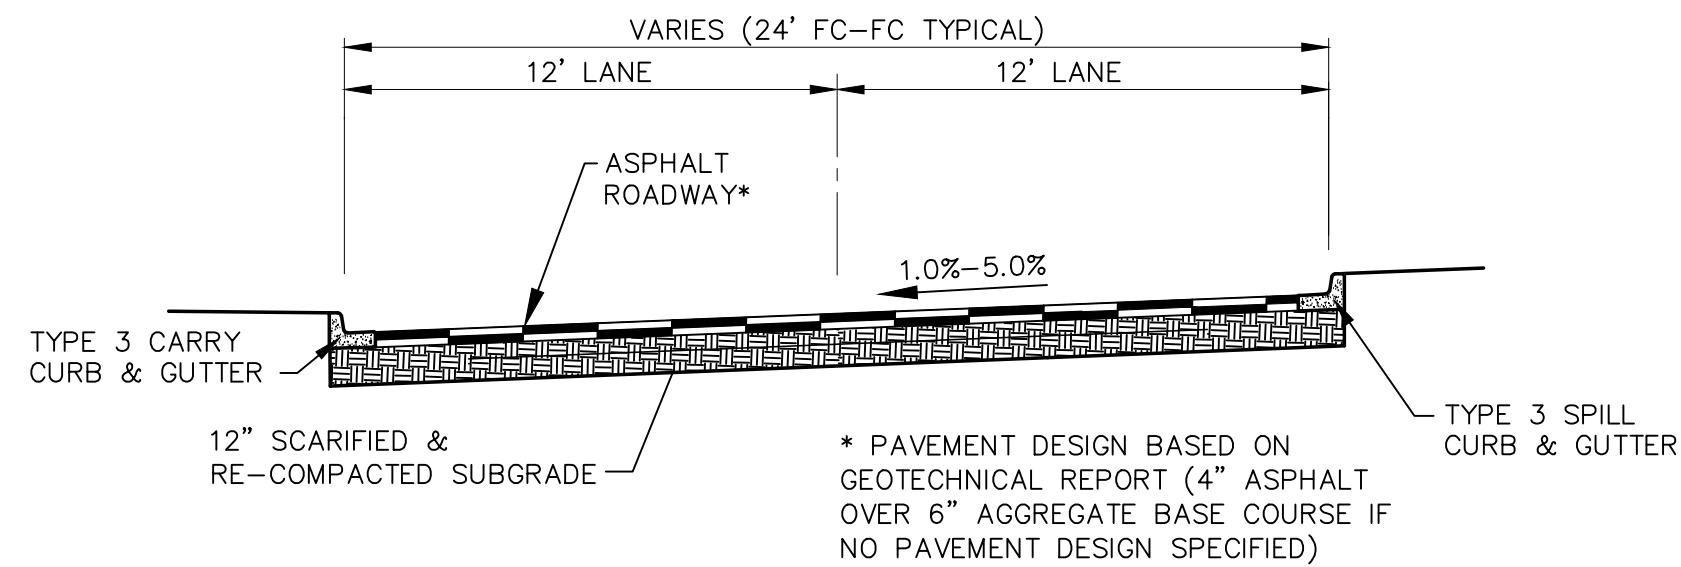 VARIES (24' FC-FC TYPICAL)
12' LANE
12' LANE
ASPHALT
ROADWAY*
1.0%-5.0%
TYPE 3 CARRY
CURB & GUTTER
12" SCARIFIED &
RE-COMPACTED SUBGRADE
* PAVEMENT DESIGN BASED ON
GEOTECHNICAL REPORT (4" ASPHALT
OVER 6" AGGREGATE BASE COURSE IF
NO PAVEMENT DESIGN SPECIFIED)
TYPE 3 SPILL
CURB & GUTTER